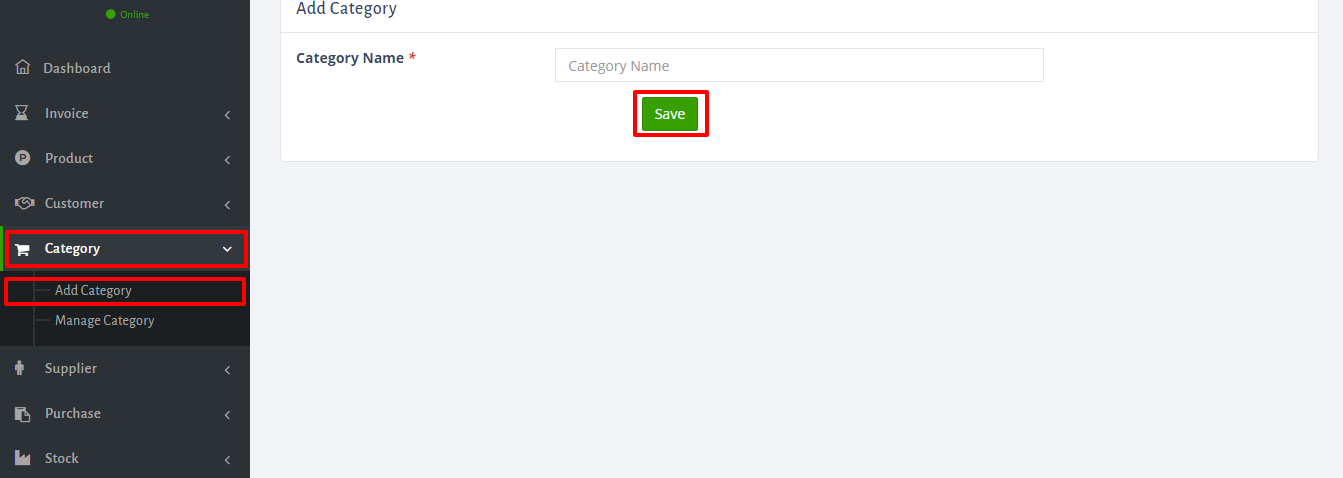 Online
Dashboard
Invoice
Product
Customer
Category
Add Category
Manage Category
Supplier
Purchase
Stock
Add Category
Category Name *
Category Name
Save